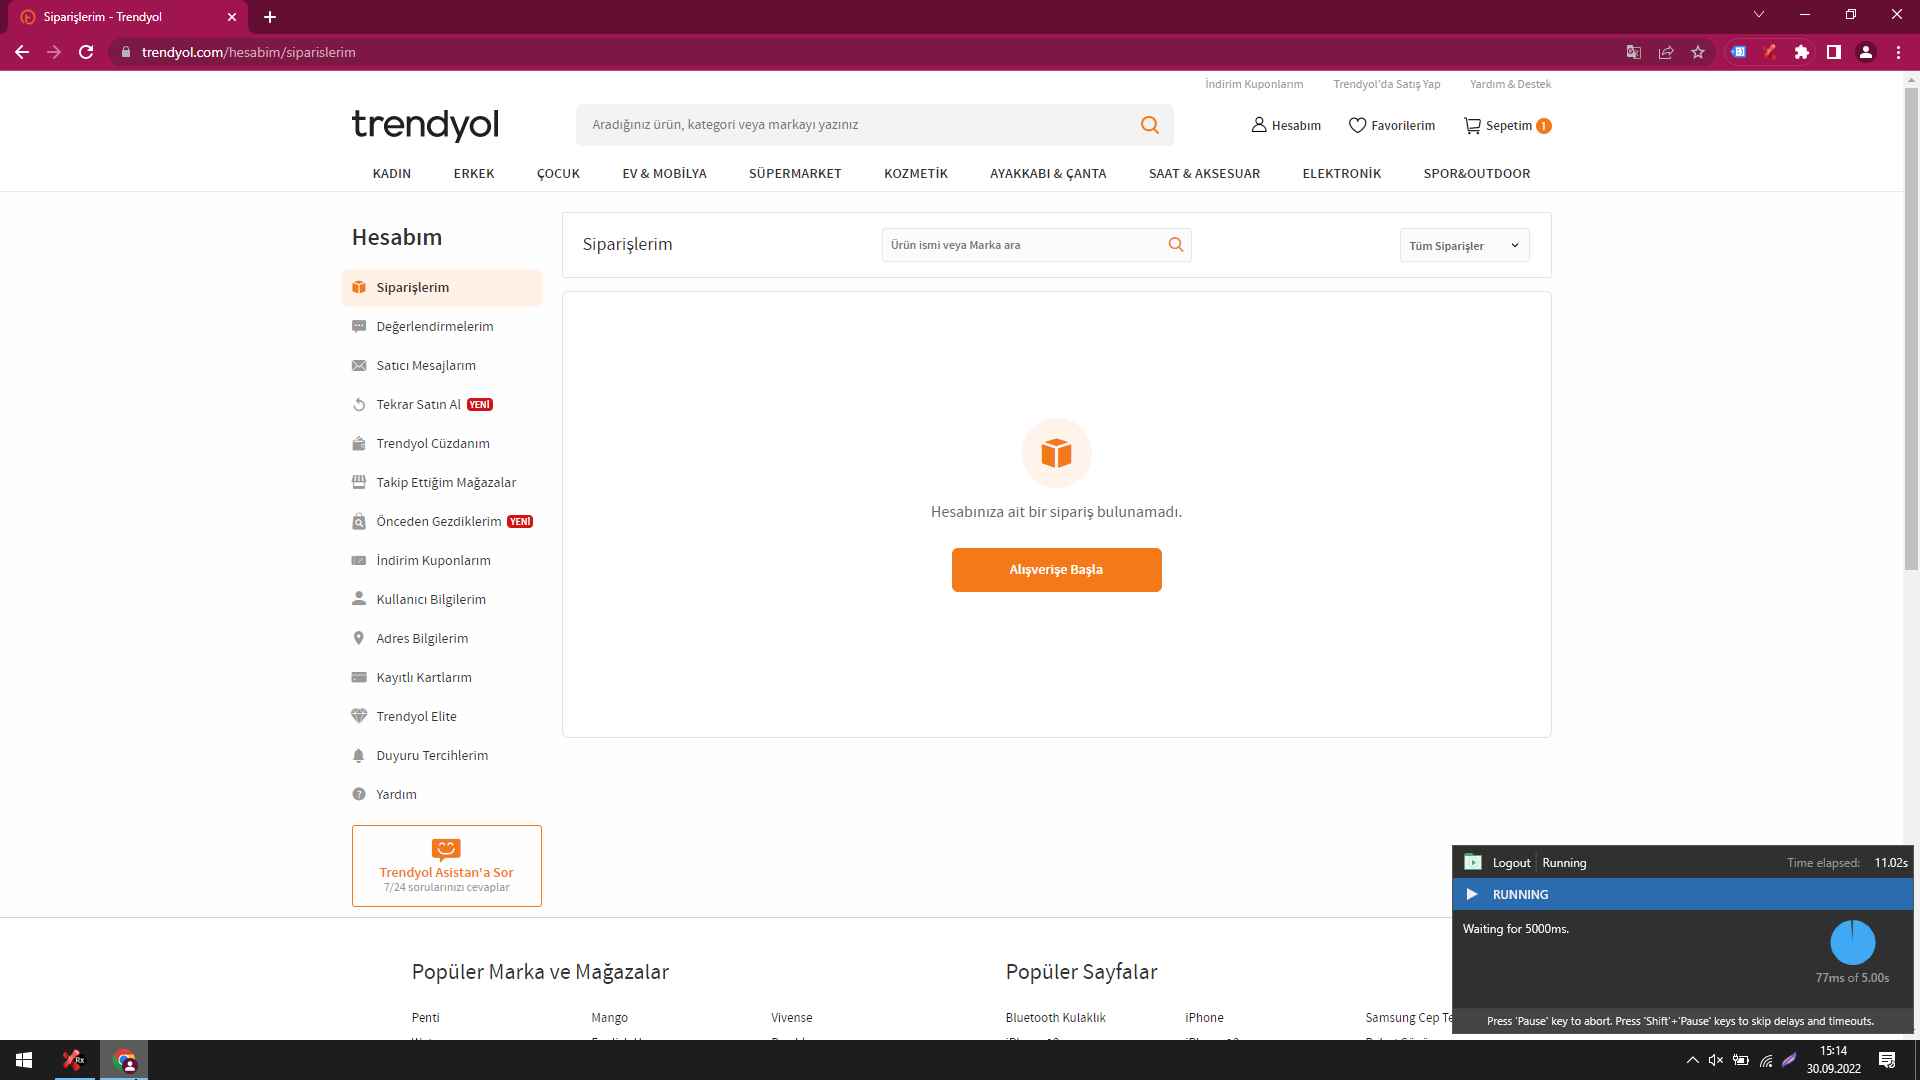 Siparişlerim - Trendyol
trendyol.com/hesabim/siparislerim
İndirim Kuponlarım
Trendyol'da Satış Yap
Yardım & Destek
trendyol
Aradığınız ürün, kategori veya markayı yazınız
Hesabım
Favorilerim
Sepetim 1
KADIN
ERKEK
ÇOCUK
EV & MOBİLYA
SÜPERMARKET
KOZMETİK
AYAKKABI & ÇANTA
SAAT & AKSESUAR
ELEKTRONİK
SPOR&OUTDOOR
Hesabım
Siparişlerim
Değerlendirmelerim
Satıcı Mesajlarım
Tekrar Satın Al YENİ
Trendyol Cüzdanım
Takip Ettiğim Mağazalar
Önceden Gezdiklerim YENİ
İndirim Kuponlarım
Kullanıcı Bilgilerim
Adres Bilgilerim
Kayıtlı Kartlarım
Trendyol Elite
Duyuru Tercihlerim
Yardım
Trendyol Asistan'a Sor
7/24 sorularınızı cevaplar
Siparişlerim
Ürün ismi veya Marka ara
Tüm Siparişler
Hesabınıza ait bir sipariş bulunamadı.
Alışverişe Başla
Popüler Marka ve Mağazalar
Penti
Mango
Vivense
Popüler Sayfalar
Bluetooth Kulaklık
iPhone
Samsung Cep Te
Logout Running
Time elapsed: 11.02s
RUNNING
Waiting for 5000ms.
77ms of 5.00s
Press 'Pause' key to abort. Press 'Shift'+'Pause' keys to skip delays and timeouts.
15:14
30.09.2022